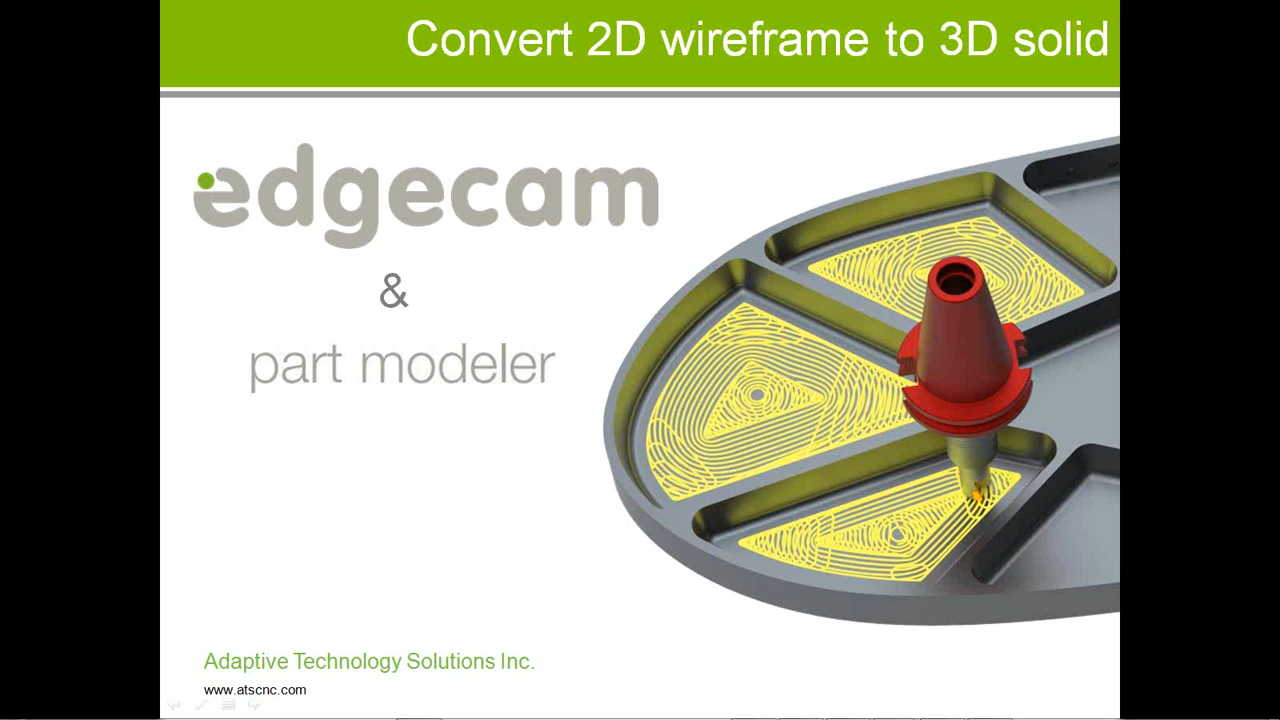 Convert 2D wireframe to 3D solid
edgecam
&
part modeler
Adaptive Technology Solutions Inc.
www.atscnc.com